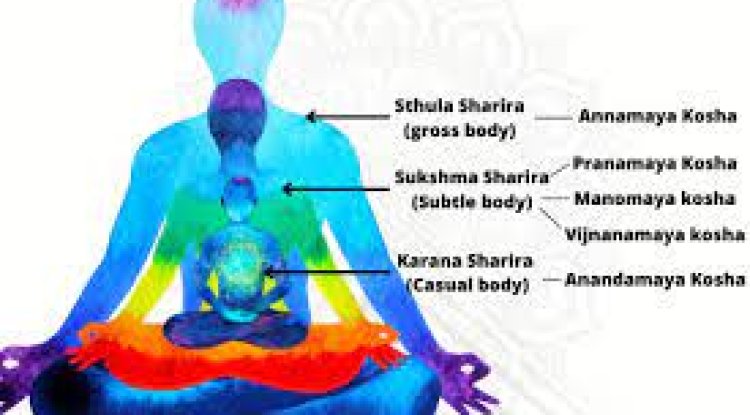 Sthula Sharira
(gross body)
Annamaya Kosha
Sukshma Sharira
(Subtle body)
Pranamaya Kosha
Manomaya kosha
Vijnanamaya kosha
Karana Sharira
(Casual body)
Anandamaya Kosha